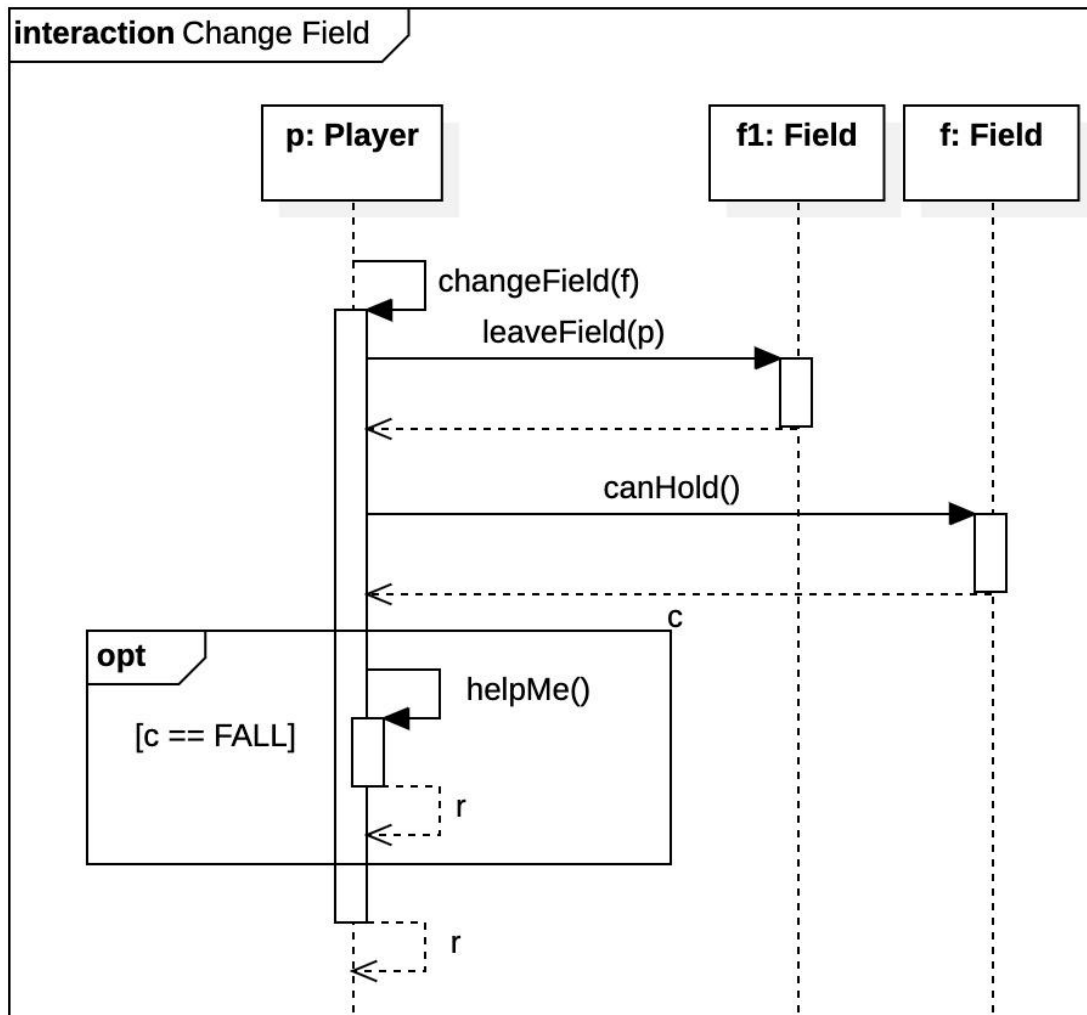 interaction Change Field
p: Player
f1: Field
f: Field
changeField(f)
leaveField(p)
canHold()
c
opt
helpMe()
[c == FALL]
r
r